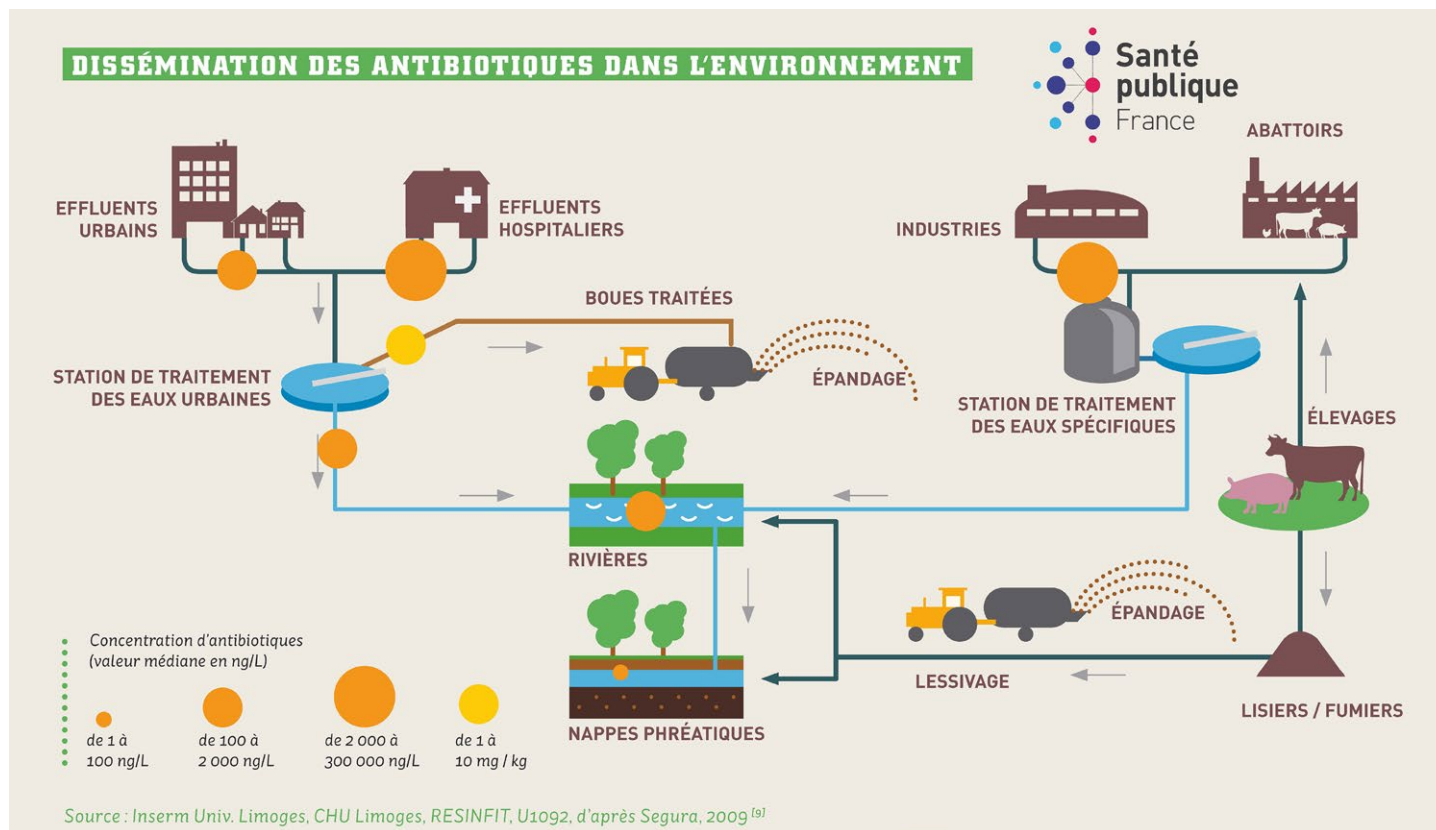 DISSÉMINATION DES ANTIBIOTIQUES DANS L'ENVIRONNEMENT
Santé
publique
France
ABATTOIRS
EFFLUENTS
URBAINS
EFFLUENTS
HOSPITALIERS
INDUSTRIES
BOUES TRAITÉES
STATION DE TRAITEMENT
DES EAUX URBAINES
ÉPANDAGE
STATION DE TRAITEMENT
DES EAUX SPÉCIFIQUES
ÉLEVAGES
RIVIÈRES
ÉPANDAGE
LESSIVAGE
LISIERS / FUMIERS
NAPPES PHRÉATIQUES
Concentration d'antibiotiques
(valeur médiane en ng/L)
de 1 à
100 ng/L
de 100 à
2 000 ng/L
de 2 000 à
300 000 ng/L
de 1 à
10 mg / kg
Source : Inserm Univ. Limoges, CHU Limoges, RESINFIT, U1092, d'après Segura, 2009 [9]